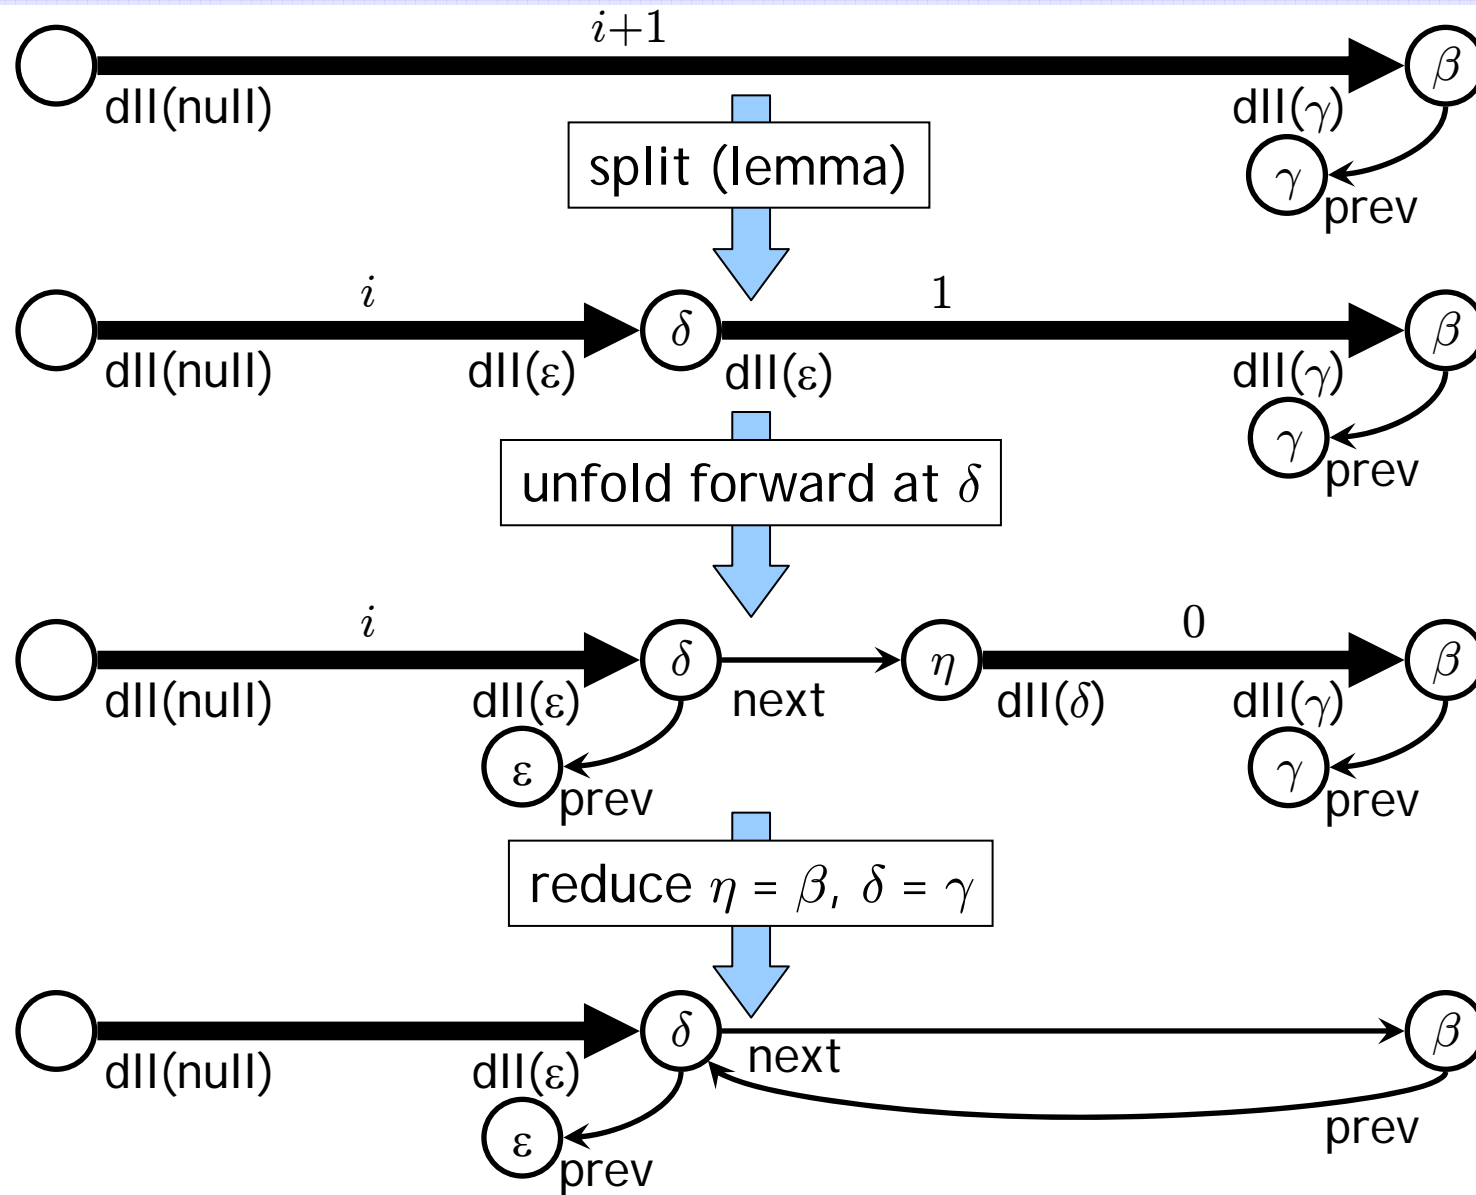 i+1
β
dll(null) dll(γ)
split (lemma)
γ
prev
i 1
δ β
dll(null) dll(ε) dll(ε) dll(γ)
γ
prev
unfold forward at δ
i 0
δ η β
dll(null) dll(ε) next dll(δ) dll(γ)
ε γ
prev prev
reduce η = β, δ = γ
δ β
dll(null) dll(ε) next
ε prev
prev